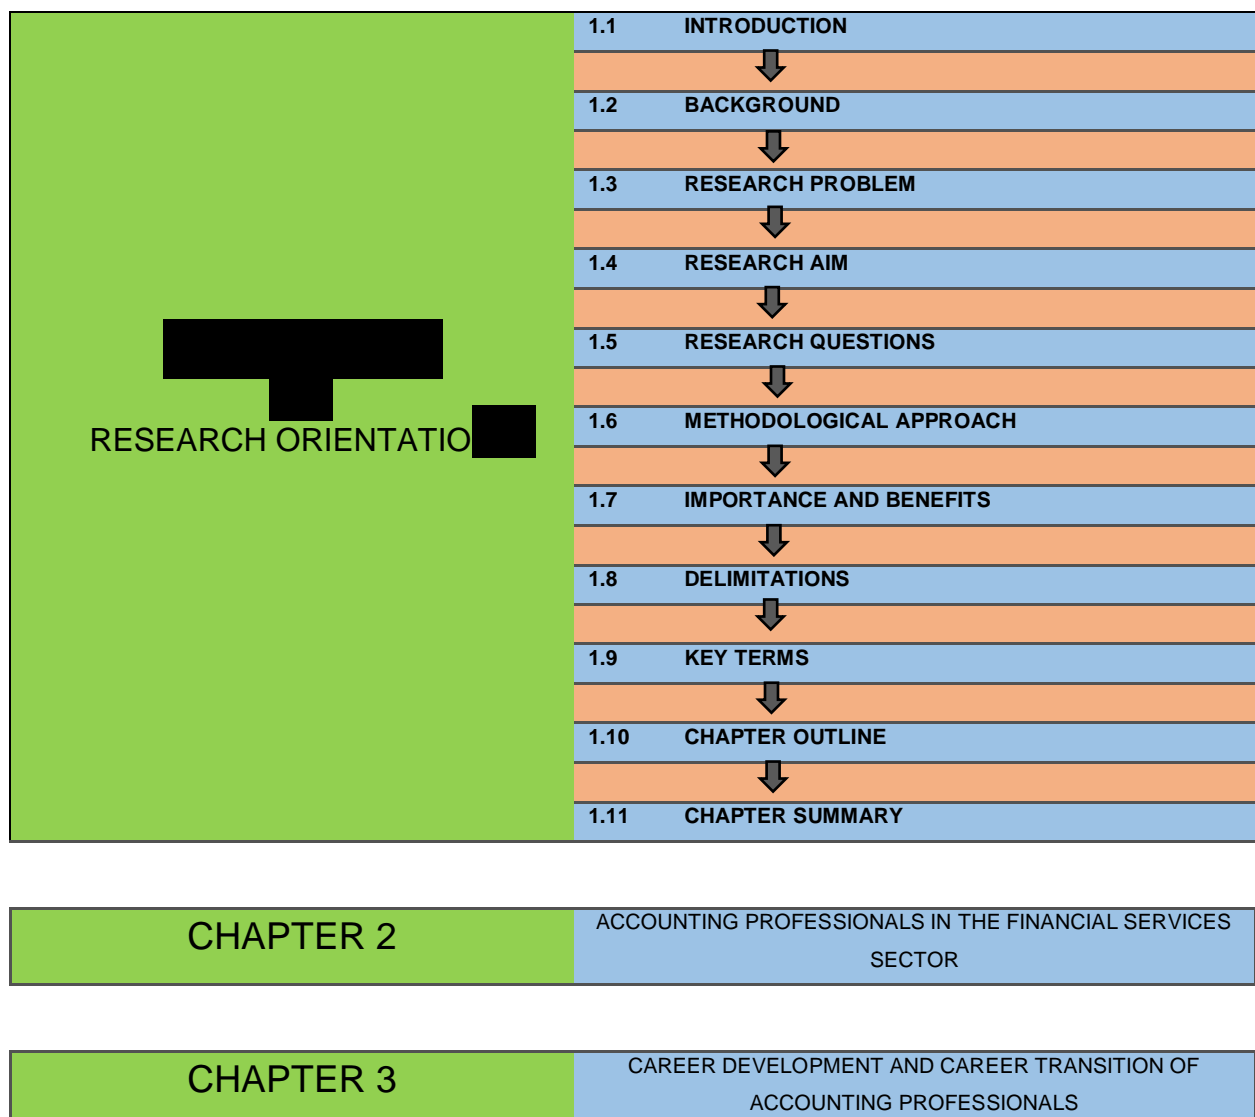 RESEARCH ORIENTATIO
1.1 INTRODUCTION
1.2 BACKGROUND
1.3 RESEARCH PROBLEM
1.4 RESEARCH AIM
1.5 RESEARCH QUESTIONS
1.6 METHODOLOGICAL APPROACH
1.7 IMPORTANCE AND BENEFITS
1.8 DELIMITATIONS
1.9 KEY TERMS
1.10 CHAPTER OUTLINE
1.11 CHAPTER SUMMARY
CHAPTER 2
ACCOUNTING PROFESSIONALS IN THE FINANCIAL SERVICES
SECTOR
CHAPTER 3
CAREER DEVELOPMENT AND CAREER TRANSITION OF
ACCOUNTING PROFESSIONALS